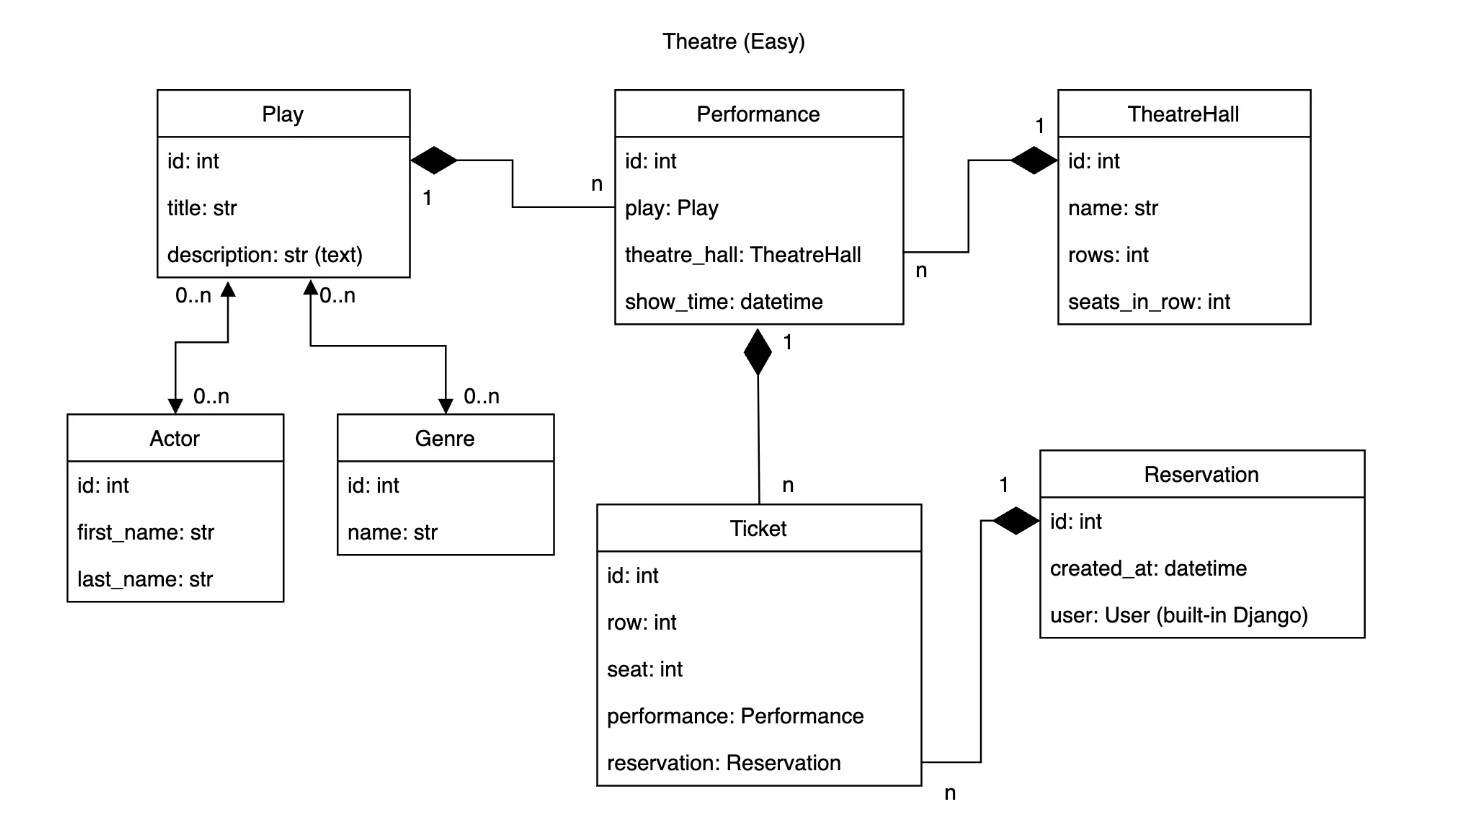 Theatre (Easy)
Play
id: int
title: str
description: str (text)
1
n
Performance
id: int
play: Play
theatre_hall: TheatreHall
show_time: datetime
1
n
TheatreHall
id: int
name: str
rows: int
seats_in_row: int
0..n
0..n
0..n
0..n
Actor
id: int
first_name: str
last_name: str
Genre
id: int
name: str
1
n
Ticket
id: int
row: int
seat: int
performance: Performance
reservation: Reservation
1
n
Reservation
id: int
created_at: datetime
user: User (built-in Django)